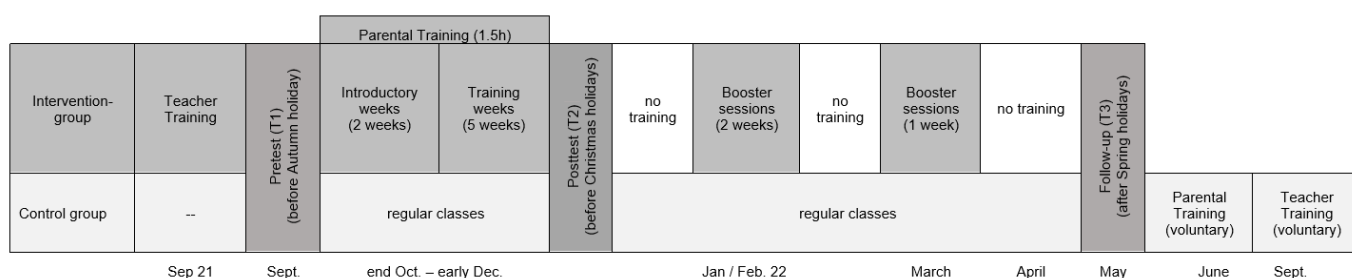 Parental Training (1.5h)
Intervention-
group
Teacher
Training
Pretest (T1)
(before Autumn holiday)
Introductory
weeks
(2 weeks)
Training
weeks
(5 weeks)
Posttest (T2)
(before Christmas holidays)
no
training
Booster
sessions
(2 weeks)
no
training
Booster
sessions
(1 week)
no training
Follow-up (T3)
(after Spring holidays)
Control group
--
regular classes
regular classes
Parental
Training
(voluntary)
Teacher
Training
(voluntary)
Sep 21
Sept.
end Oct. – early Dec.
Jan / Feb. 22
March
April
May
June
Sept.